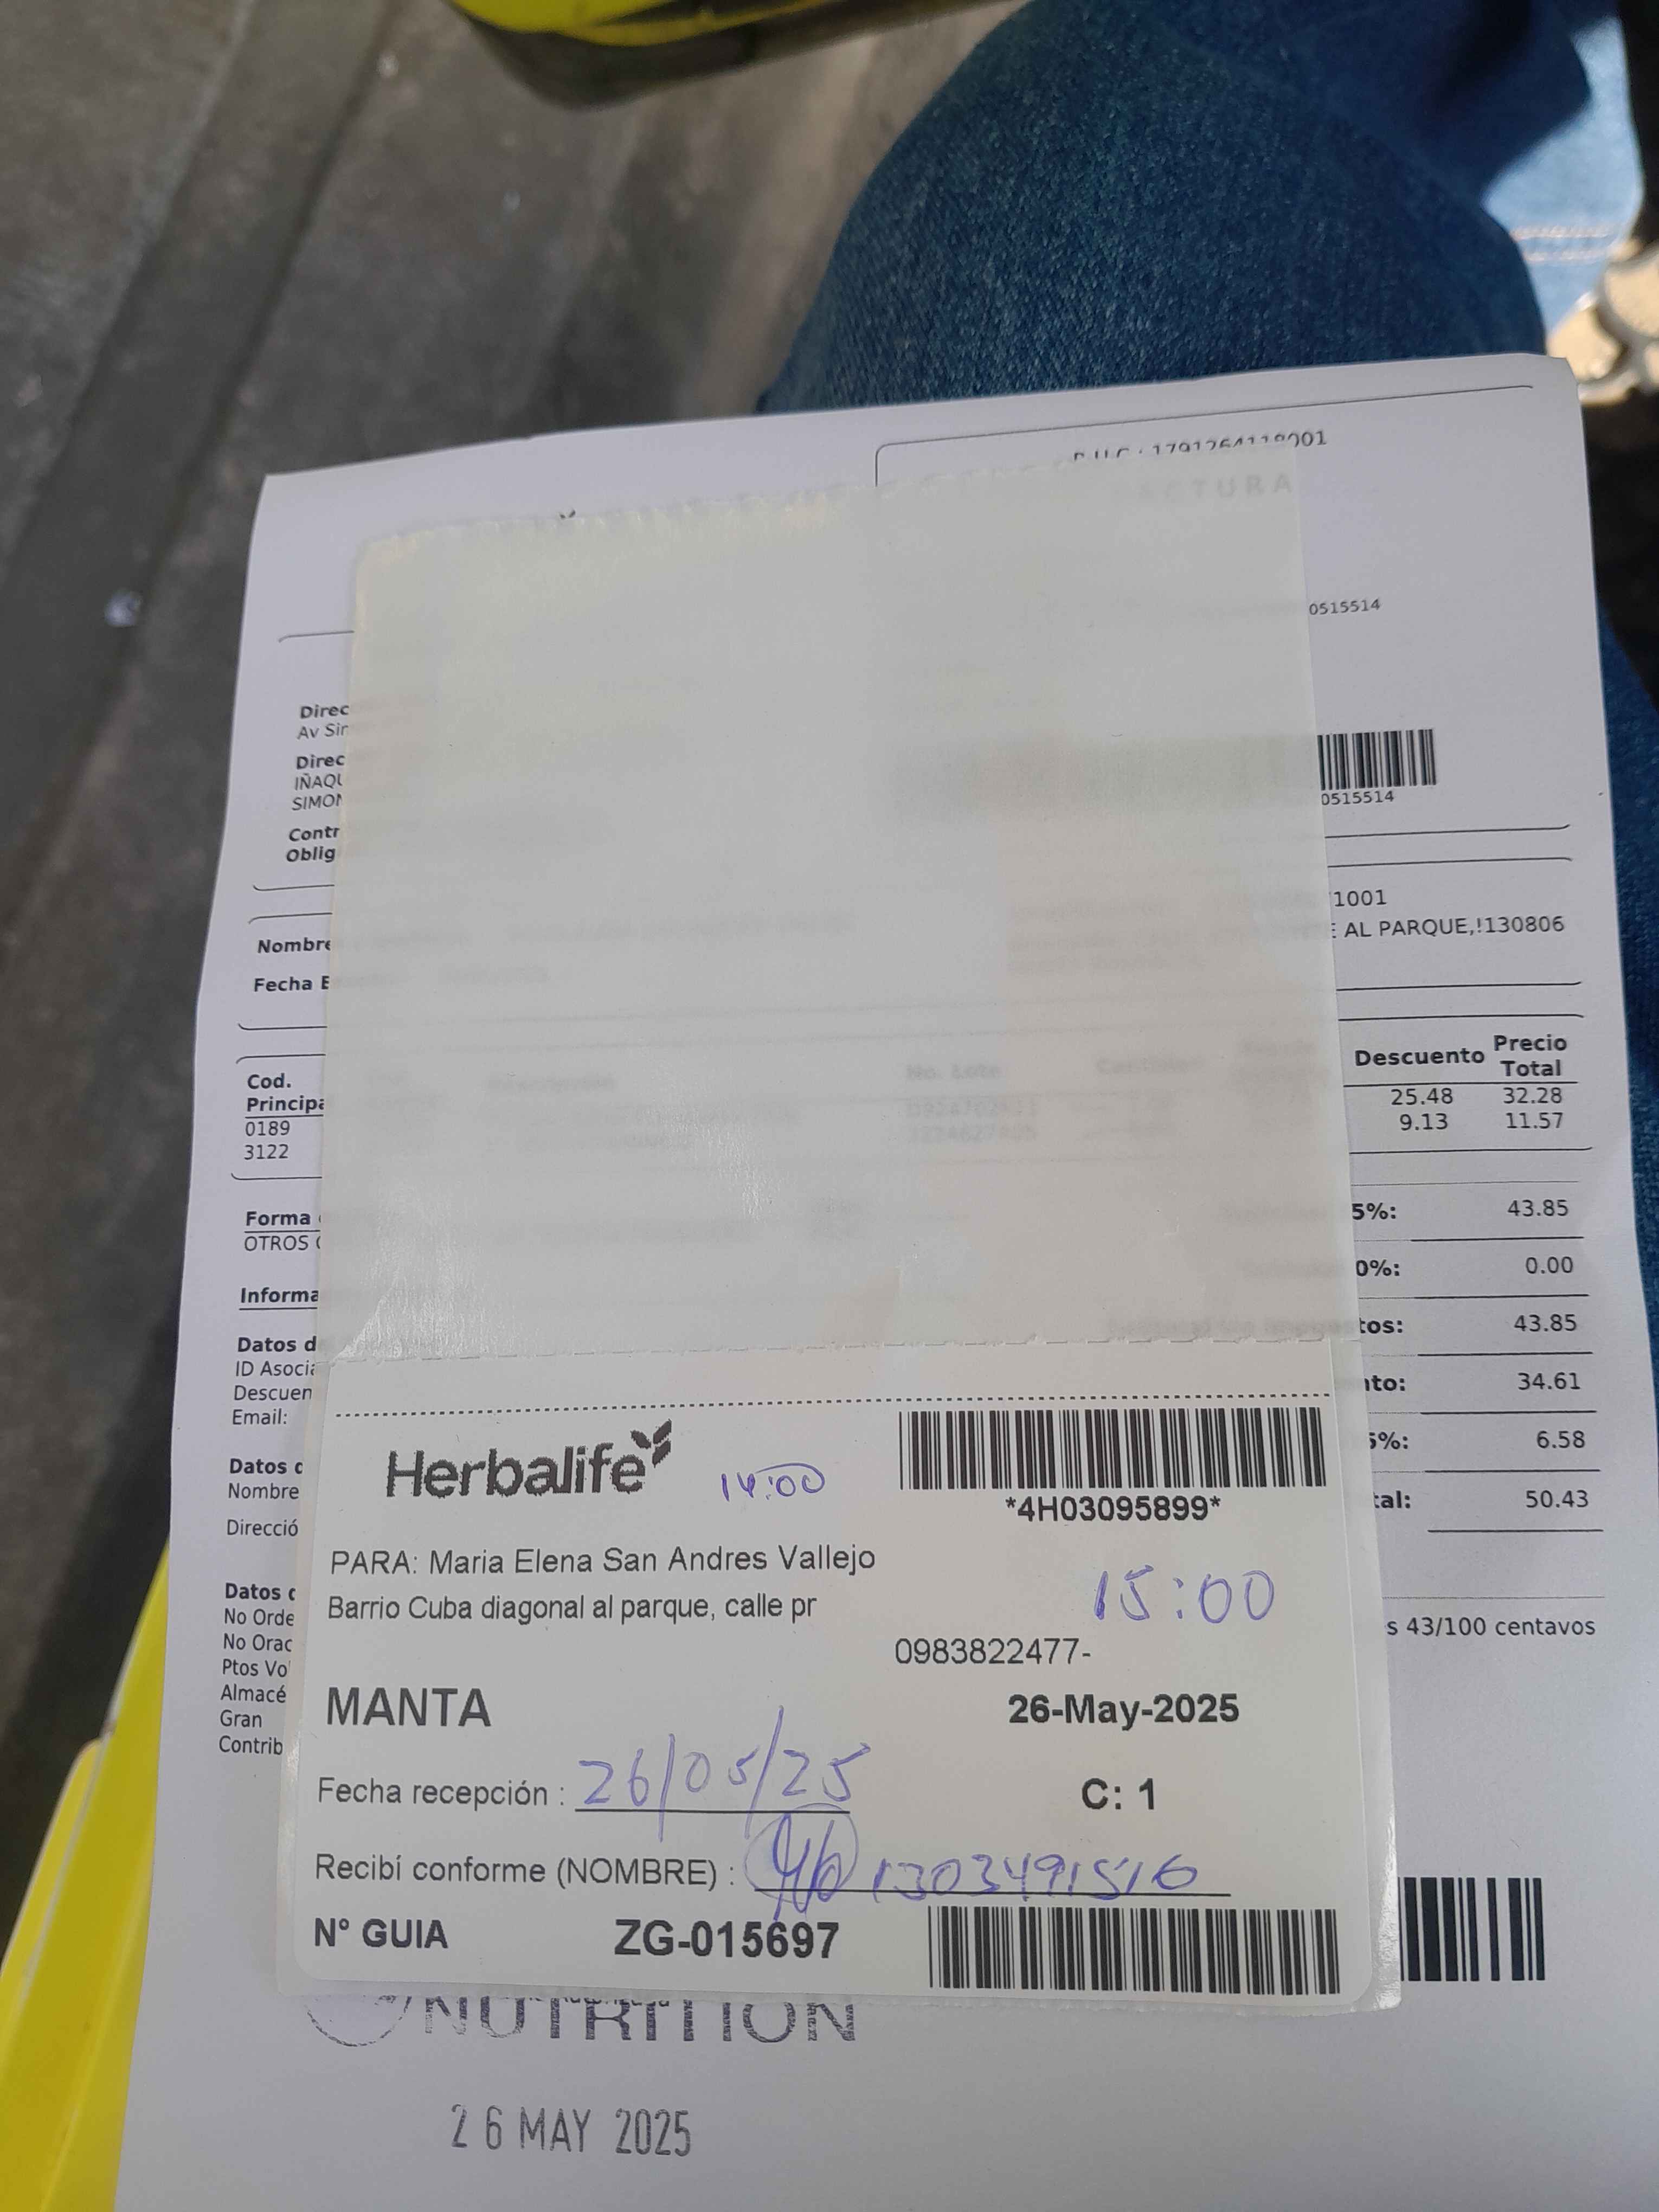 001
FACTURA
0515514
Direc
Av Sir
Direc
IÑAQU
SIMON
0515514
Contr
Oblig
1001
AL PARQUE,!130806
Nombre
Fecha E
Cod.
Principa
No. Lote
Descuento
Precio
Total
0189
25.48
32.28
3122
9.13
11.57
Forma
OTROS
5%:
43.85
0%:
0.00
Informa
tos:
43.85
Datos d
ID Asocia
Descuen
Email:
nto:
34.61
5%:
6.58
tal:
50.43
Datos d
Nombre
Direcció
s 43/100 centavos
Datos d
No Orde
No Orac
Ptos Vo
Almacé
Gran
Contrib
Herbalife
14:00
*4H03095899*
PARA: Maria Elena San Andres Vallejo
Barrio Cuba diagonal al parque, calle pr
15:00
0983822477-
MANTA
26-May-2025
Fecha recepción : 26/05/25
C: 1
Recibí conforme (NOMBRE) : 1303491516
N° GUIA
ZG-015697
NUTRITION
26 MAY 2025